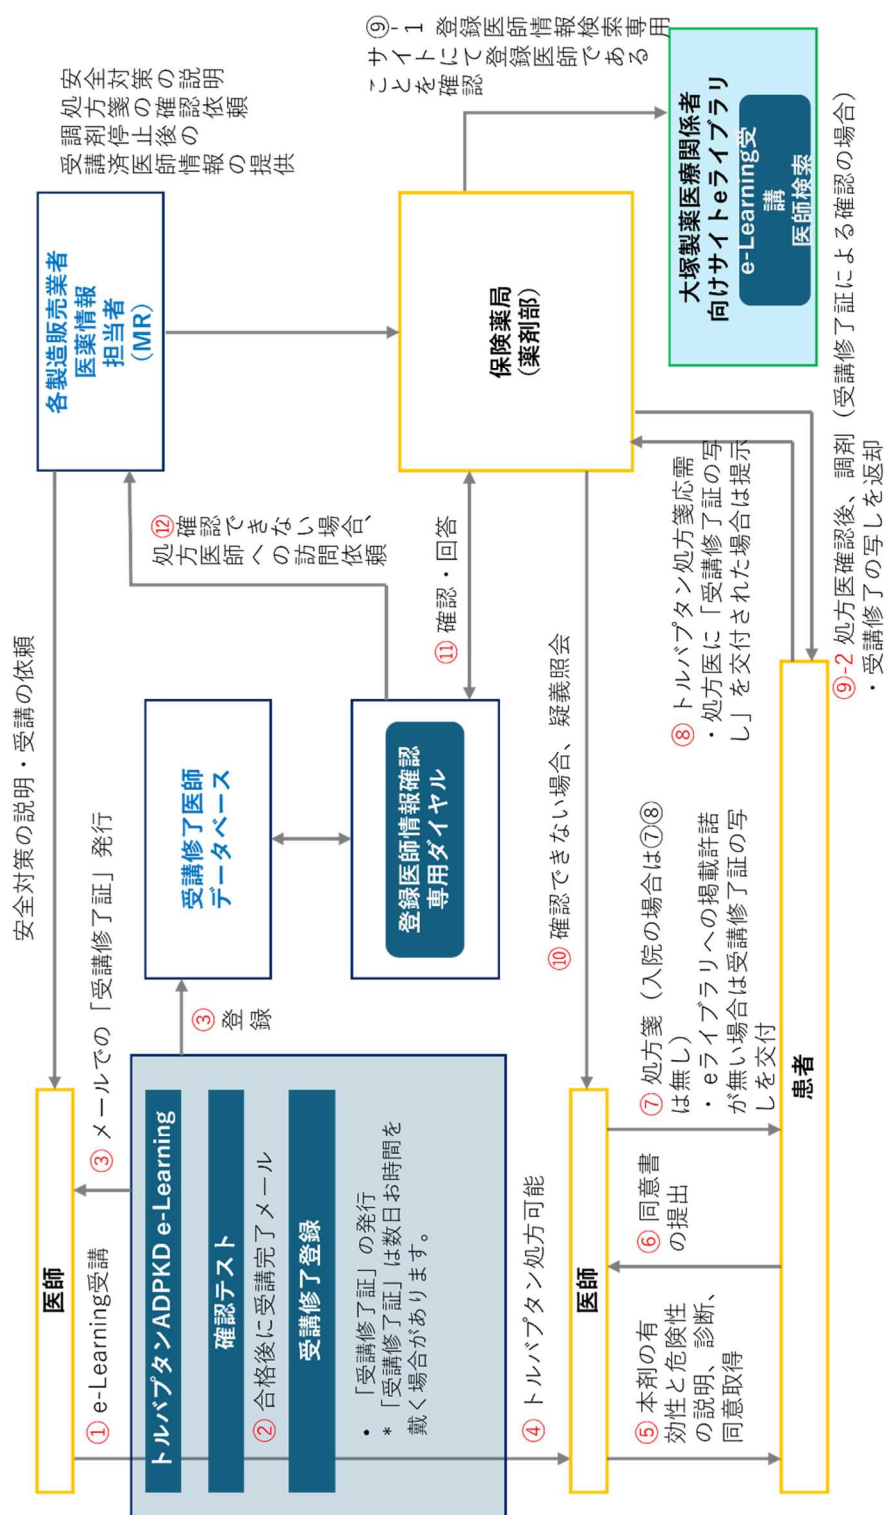 安全対策の説明・受講の依頼
各製造販売業者
医薬情報
担当者
（MR）
安全対策の説明
処方箋の確認依頼
調剤停止後の
受講済医師情報の提供
医師
① e-Learning受講
③ メールでの「受講修了証」発行
トルバプタンADPKD e-Learning
確認テスト
② 合格後に受講完了メール
受講修了登録
• 「受講修了証」の発行
* 「受講修了証」は数日お時間を
戴く場合があります。
③
登
録
受講修了医師
データベース
登録医師情報確認
専用ダイヤル
⑫確認できない場合、
処方医師への訪問
依頼
⑪ 確認・回答
保険薬局
（薬剤部）
⑨-1 登録医師情報検索専用
サイトにて登録医師である
ことを確認
大塚製薬医療関係者
向けサイトeライブラリ
e-Learning受
講
医師検索
④ トルバプタン処方可能
⑩ 確認できない場合、疑義照会
医師
⑤ 本剤の有
効性と危険性
の説明、診断、
同意取得
⑥ 同意書
の提出
⑦ 処方箋（入院の場合は⑦⑧
は無し）
・eライブラリへの掲載許諾
が無い場合は受講修了証の写
しを交付
⑧ トルバプタン処方箋応需
・処方医に「受講修了証の写
し」を交付された場合は提示
患者
⑨-2 処方医確認後、調剤（受講修了証による確認の場合）
・受講修了の写しを返却